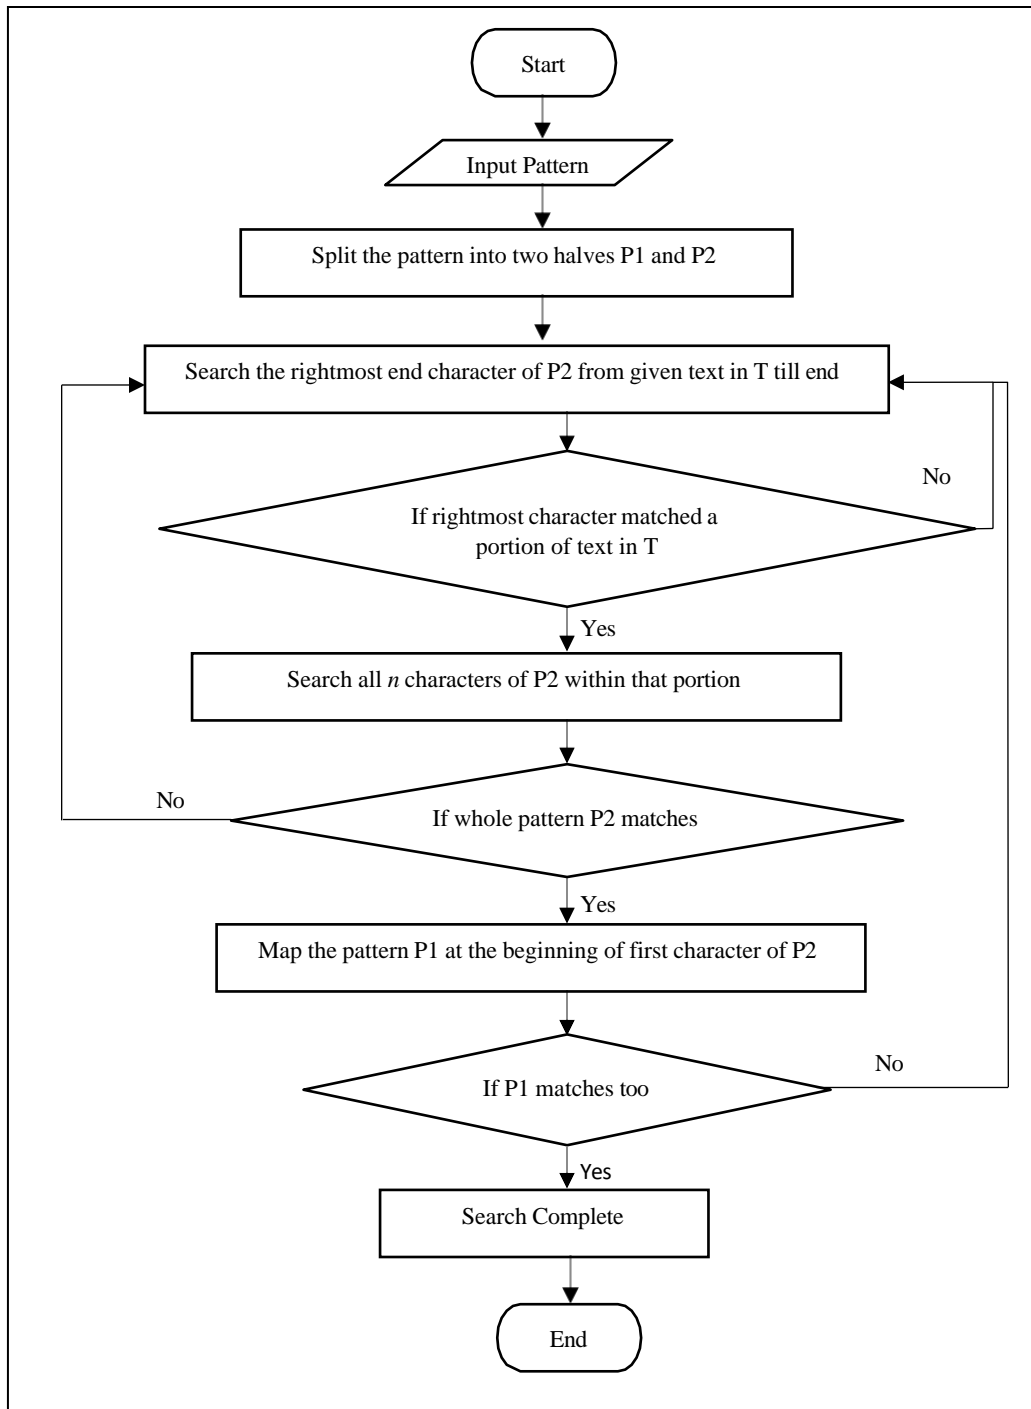 Start
Input Pattern
Split the pattern into two halves P1 and P2
Search the rightmost end character of P2 from given text in T till end
No
If rightmost character matched a
portion of text in T
Yes
Search all n characters of P2 within that portion
No
If whole pattern P2 matches
Yes
Map the pattern P1 at the beginning of first character of P2
No
If P1 matches too
Yes
Search Complete
End